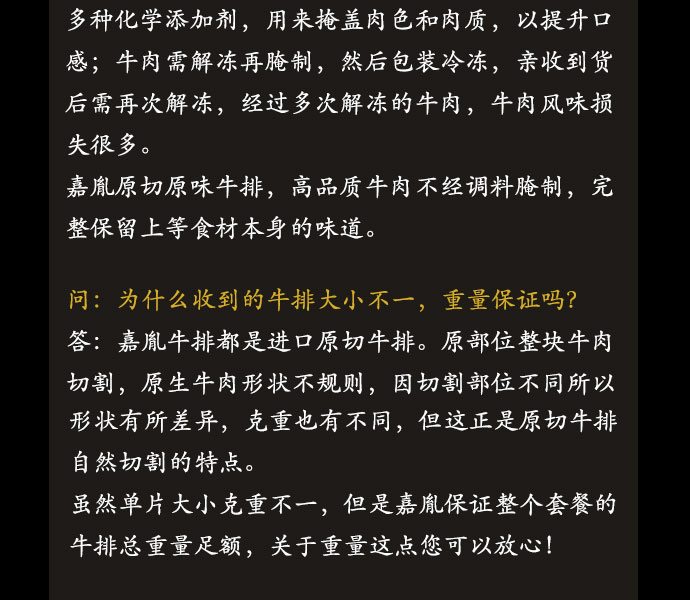 多种化学添加剂，用来掩盖肉色和肉质，以提升口
感；牛肉需解冻再腌制，然后包装冷冻，亲收到货
后需再次解冻，经过多次解冻的牛肉，牛肉风味损
失很多。
嘉胤原切原味牛排，高品质牛肉不经调料腌制，完
整保留上等食材本身的味道。
问：为什么收到的牛排大小不一，重量保证吗？
答：嘉胤牛排都是进口原切牛排。原部位整块牛肉
切割，原生牛肉形状不规则，因切割部位不同所以
形状有所差异，克重也有不同，但这正是原切牛排
自然切割的特点。
虽然单片大小克重不一，但是嘉胤保证整个套餐的
牛排总重量足额，关于重量这点您可以放心！